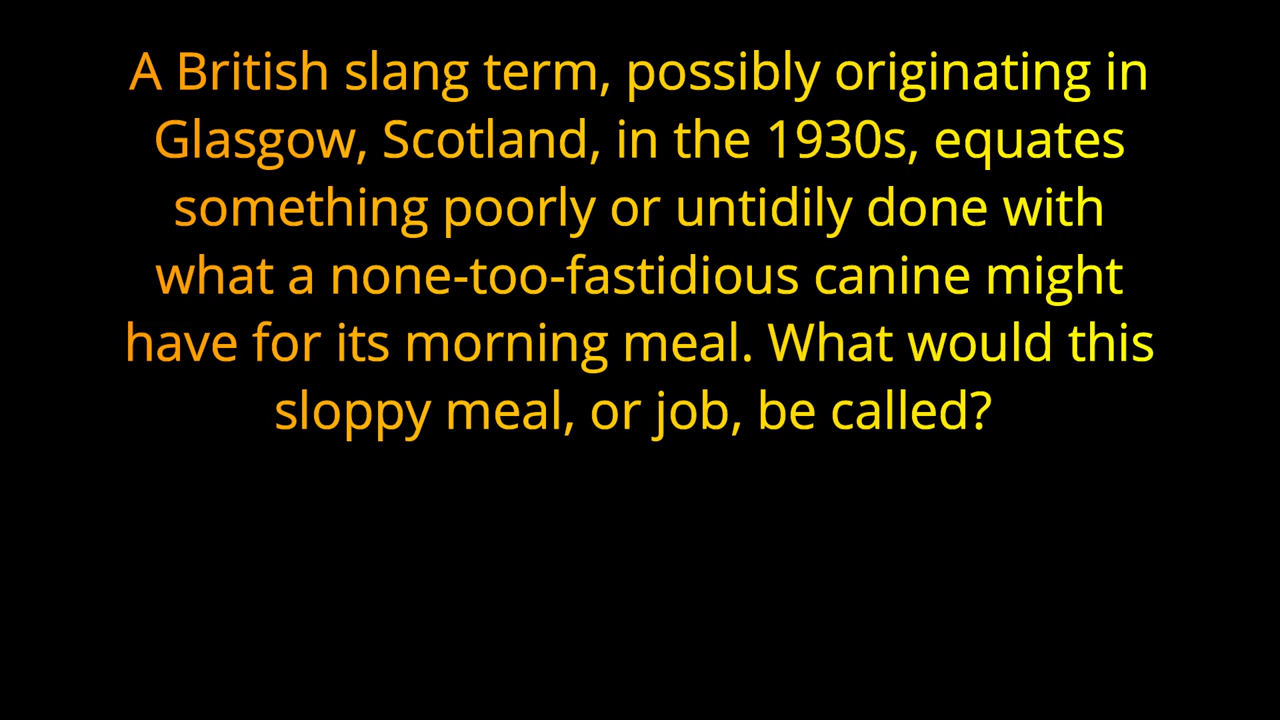 A British slang term, possibly originating in
Glasgow, Scotland, in the 1930s, equates
something poorly or untidily done with
what a none-too-fastidious canine might
have for its morning meal. What would this
sloppy meal, or job, be called?